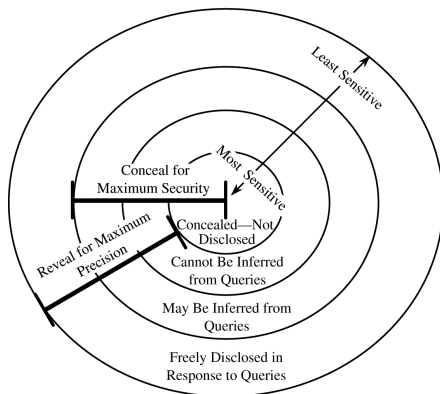 Least Sensitive
Most Sensitive
Conceal for
Maximum Security
Concealed—Not
Disclosed
Reveal for Maximum
Precision
Cannot Be Inferred
from Queries
May Be Inferred from
Queries
Freely Disclosed in
Response to Queries